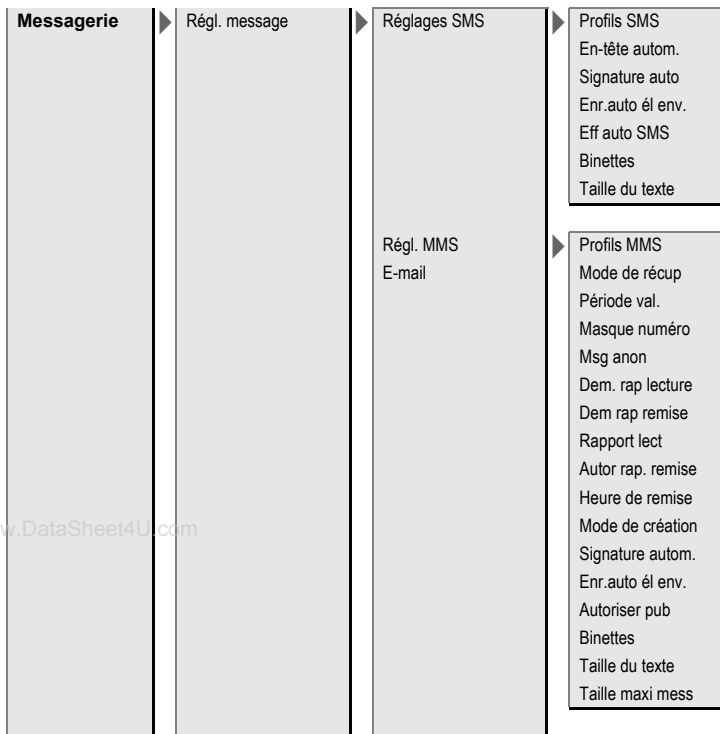 Messagerie
Régl. message
Réglages SMS
Profils SMS
En-tête autom.
Signature auto
Enr.auto él env.
Eff auto SMS
Binettes
Taille du texte
Régl. MMS
E-mail
Profils MMS
Mode de récup
Période val.
Masque numéro
Msg anon
Dem. rap lecture
Dem rap remise
Rapport lect
Autor rap. remise
Heure de remise
Mode de création
Signature autom.
Enr.auto él env.
Autoriser pub
Binettes
Taille du texte
Taille maxi mess
w.DataSheet4U.com